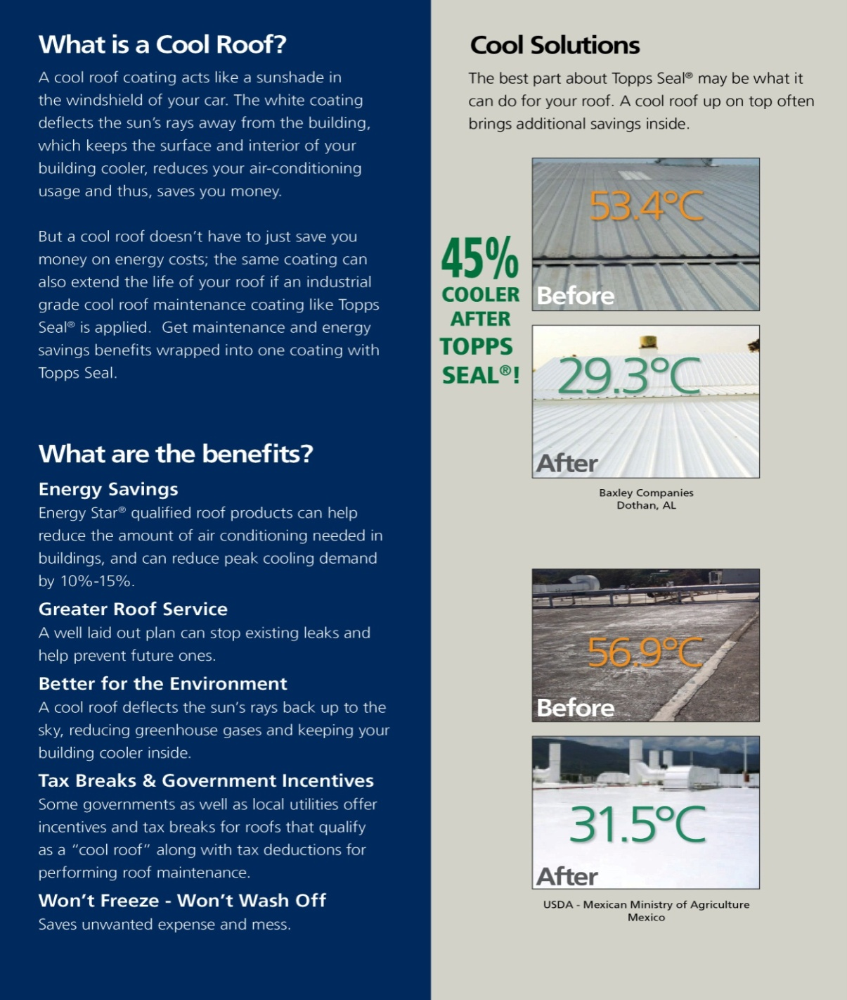 What is a Cool Roof?
A cool roof coating acts like a sunshade in
the windshield of your car. The white coating
deflects the sun’s rays away from the building,
which keeps the surface and interior of your
building cooler, reduces your air-conditioning
usage and thus, saves you money.
But a cool roof doesn’t have to just save you
money on energy costs; the same coating can
also extend the life of your roof if an industrial
grade cool roof maintenance coating like Topps
Seal® is applied.  Get maintenance and energy
savings benefits wrapped into one coating with
Topps Seal.
What are the benefits?
Energy Savings
Energy Star® qualified roof products can help
reduce the amount of air conditioning needed in
buildings, and can reduce peak cooling demand
by 10%-15%.
Greater Roof Service
A well laid out plan can stop existing leaks and
help prevent future ones.
Better for the Environment
A cool roof deflects the sun’s rays back up to the
sky, reducing greenhouse gases and keeping your
building cooler inside.
Tax Breaks & Government Incentives
Some governments as well as local utilities offer
incentives and tax breaks for roofs that qualify
as a “cool roof” along with tax deductions for
performing roof maintenance.
Won’t Freeze - Won’t Wash Off
Saves unwanted expense and mess.
Cool Solutions
The best part about Topps Seal® may be what it
can do for your roof. A cool roof up on top often
brings additional savings inside.
45%
COOLER
AFTER
TOPPS
SEAL®!
53.4°C
Before
29.3°C
After
Baxley Companies
Dothan, AL
56.9°C
Before
31.5°C
After
USDA - Mexican Ministry of Agriculture
Mexico